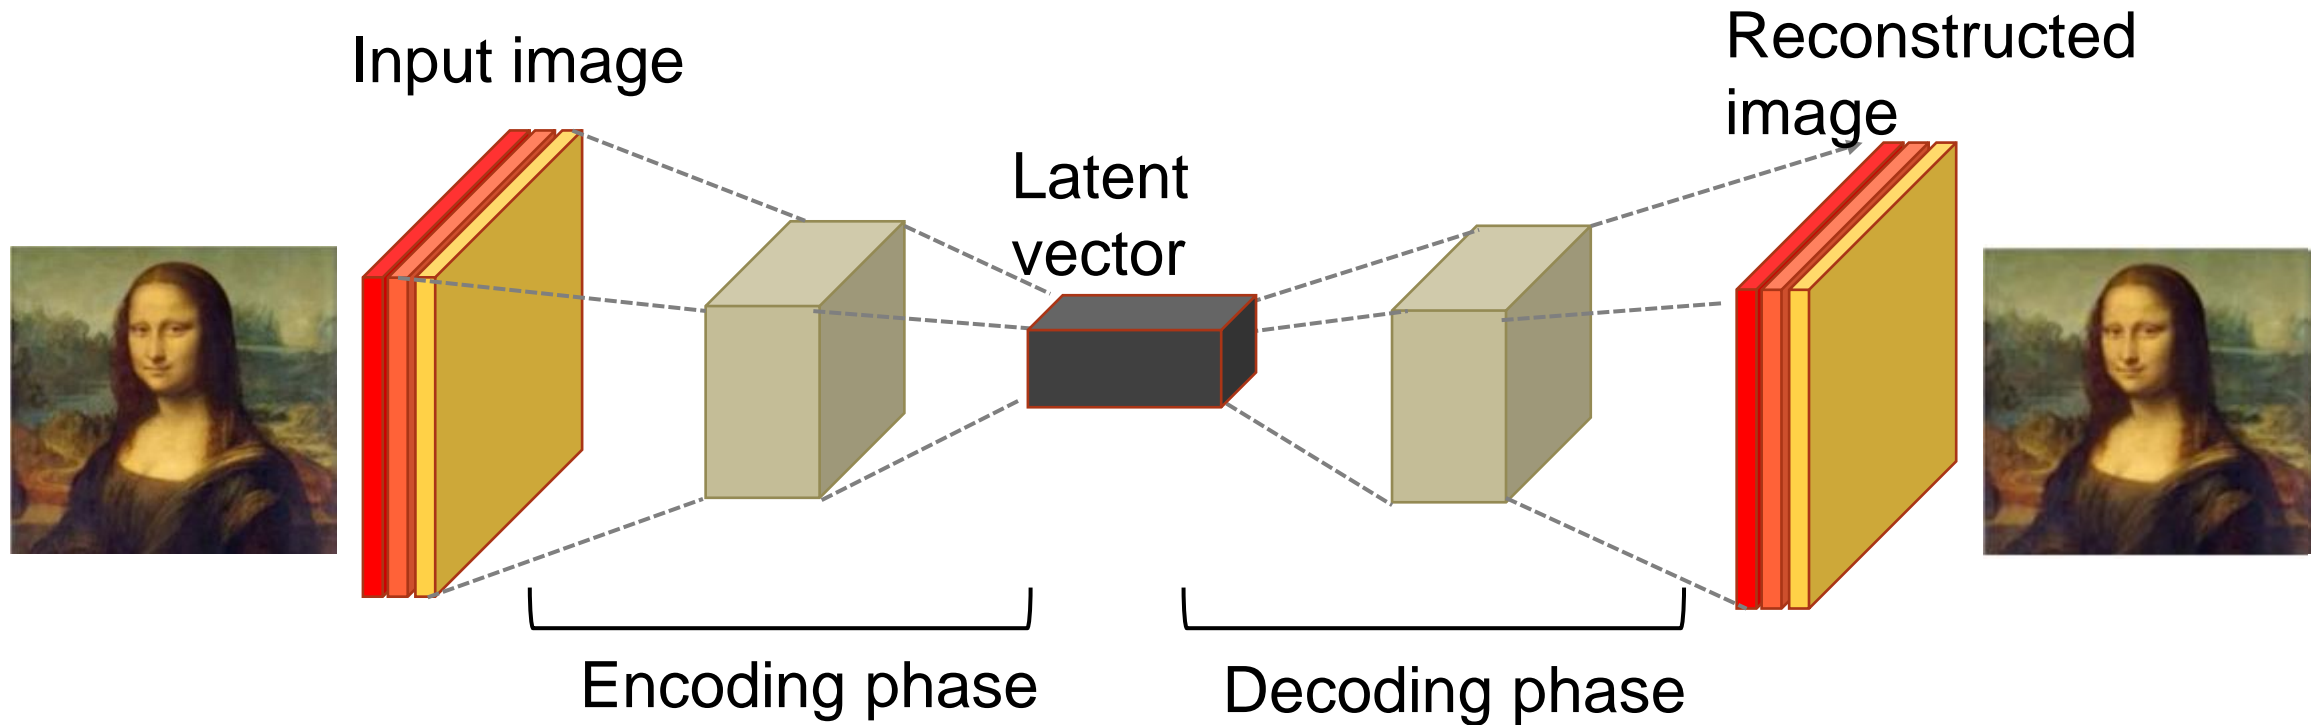 Input image
Latent
vector
Reconstructed
image
Encoding phase
Decoding phase